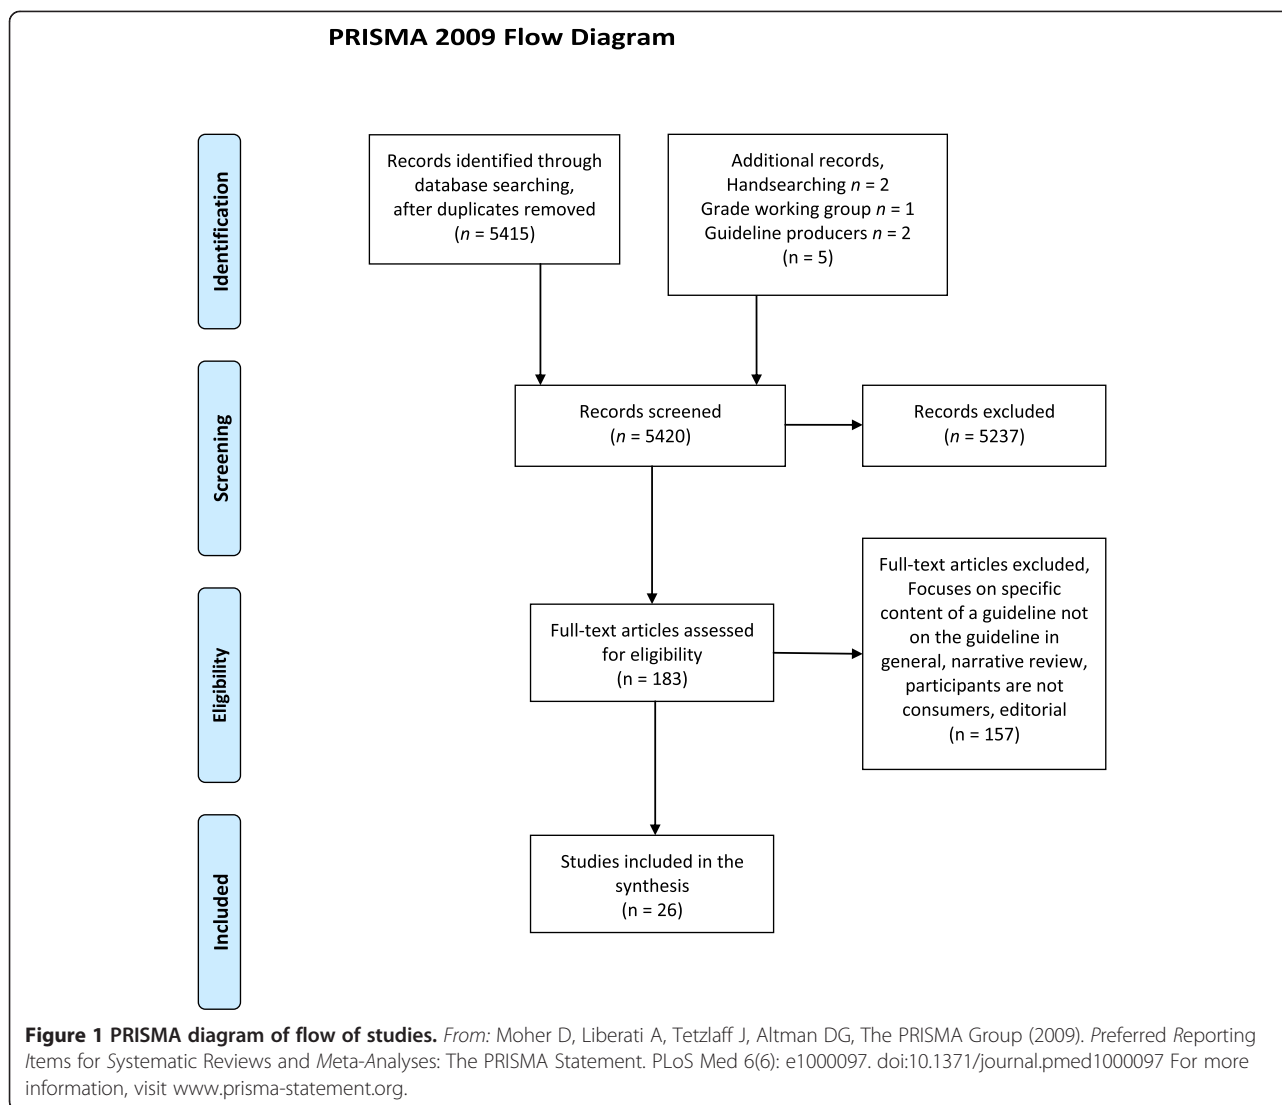 PRISMA 2009 Flow Diagram
Identification
Records identified through
database searching,
after duplicates removed
(n = 5415)
Additional records,
Handsearching n = 2
Grade working group n = 1
Guideline producers n = 2
(n = 5)
Screening
Records screened
(n = 5420)
Records excluded
(n = 5237)
Eligibility
Full-text articles assessed
for eligibility
(n = 183)
Full-text articles excluded,
Focuses on specific
content of a guideline not
on the guideline in
general, narrative review,
participants are not
consumers, editorial
(n = 157)
Included
Studies included in the
synthesis
(n = 26)
Figure 1 PRISMA diagram of flow of studies. From: Moher D, Liberati A, Tetzlaff J, Altman DG, The PRISMA Group (2009). Preferred Reporting
Items for Systematic Reviews and Meta-Analyses: The PRISMA Statement. PLoS Med 6(6): e1000097. doi:10.1371/journal.pmed1000097 For more
information, visit www.prisma-statement.org.